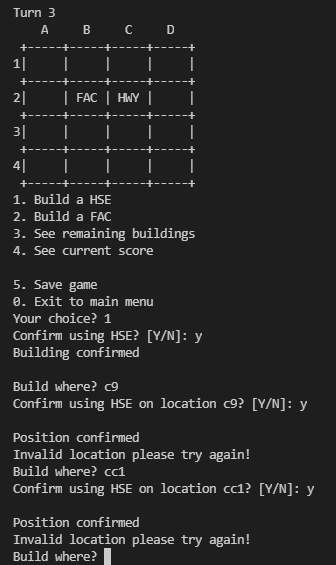 Turn 3
A B C D
+-----+-----+-----+-----+
1| | | | |
+-----+-----+-----+-----+
2| | FAC | HWY | |
+-----+-----+-----+-----+
3| | | | |
+-----+-----+-----+-----+
4| | | | |
+-----+-----+-----+-----+
1. Build a HSE
2. Build a FAC
3. See remaining buildings
4. See current score
5. Save game
0. Exit to main menu
Your choice? 1
Confirm using HSE? [Y/N]: y
Building confirmed
Build where? c9
Confirm using HSE on location c9? [Y/N]: y
Position confirmed
Invalid location please try again!
Build where? cc1
Confirm using HSE on location cc1? [Y/N]: y
Position confirmed
Invalid location please try again!
Build where?